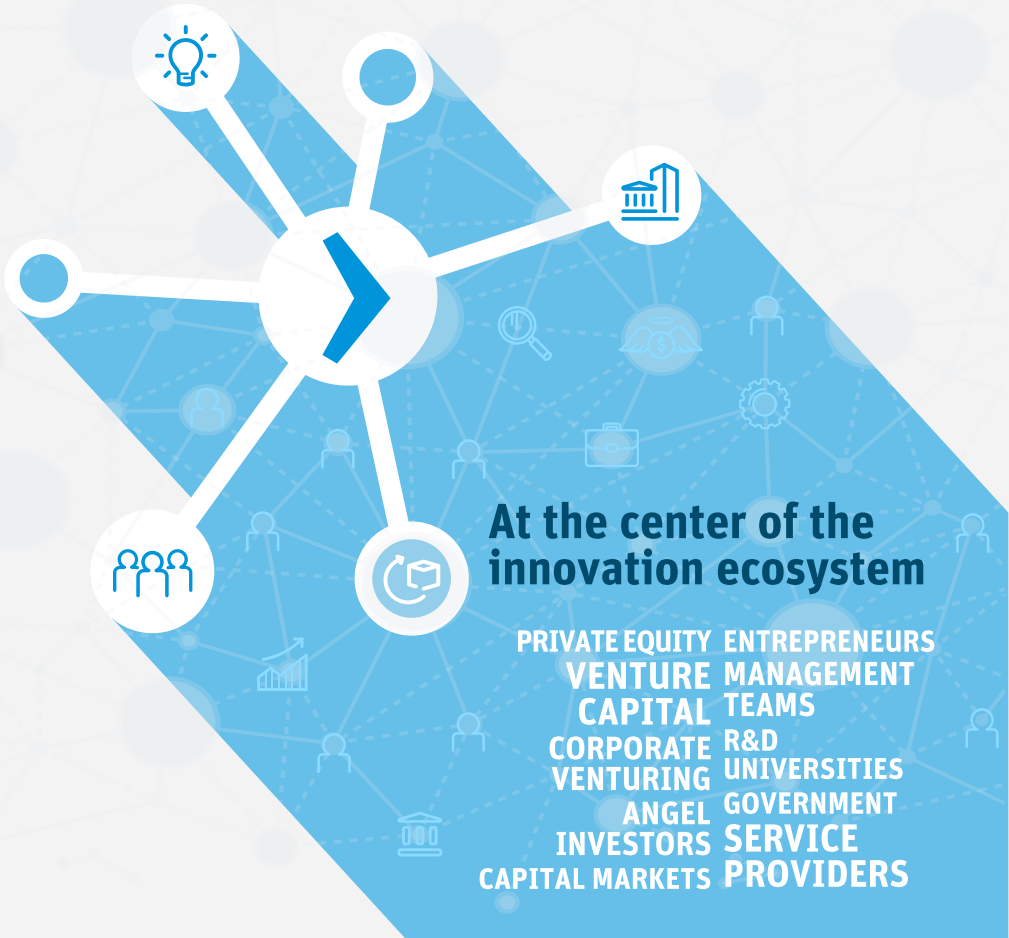 At the center of the
innovation ecosystem
PRIVATE EQUITY
VENTURE
CAPITAL
CORPORATE
VENTURING
ANGEL
INVESTORS
CAPITAL MARKETS
ENTREPRENEURS
MANAGEMENT
TEAMS
R&D
UNIVERSITIES
GOVERNMENT
SERVICE
PROVIDERS